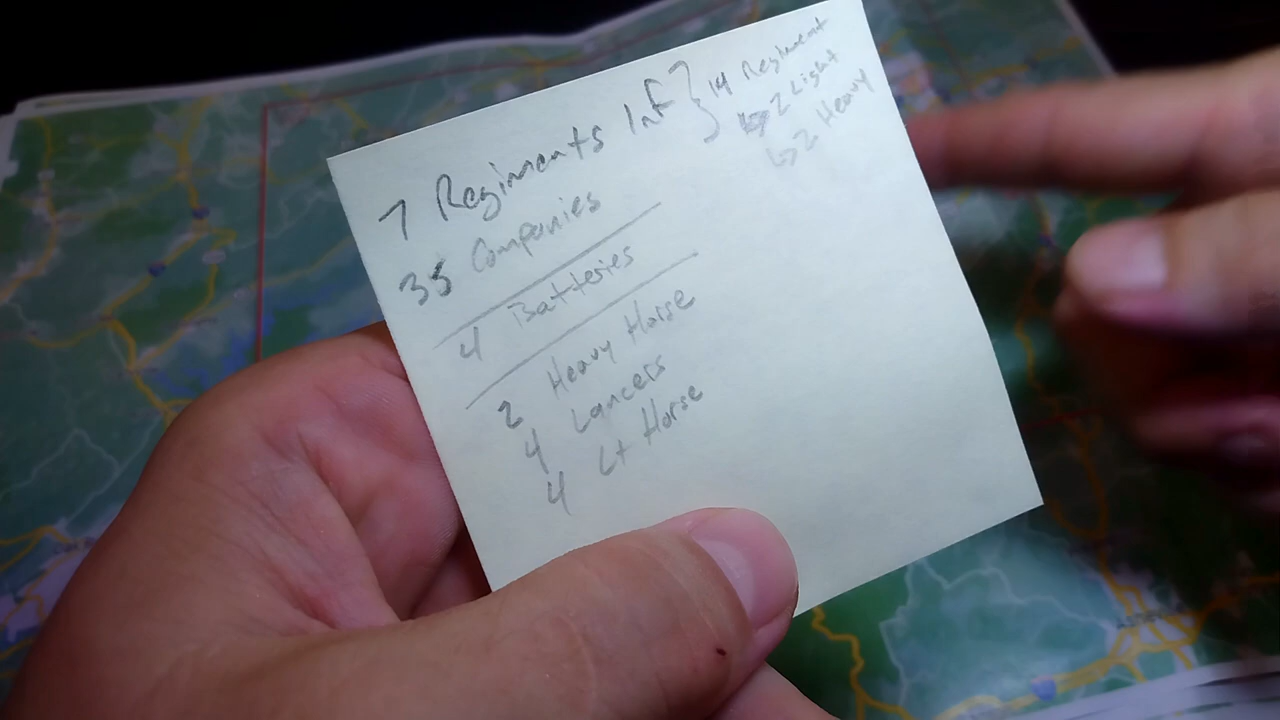 7 Regiments Inf } 14 Regiment
↳ 2 Light
↳ 2 Heavy
35 Companies
4 Batteries
2 Heavy Horse
4 Lancers
4 Lt Horse